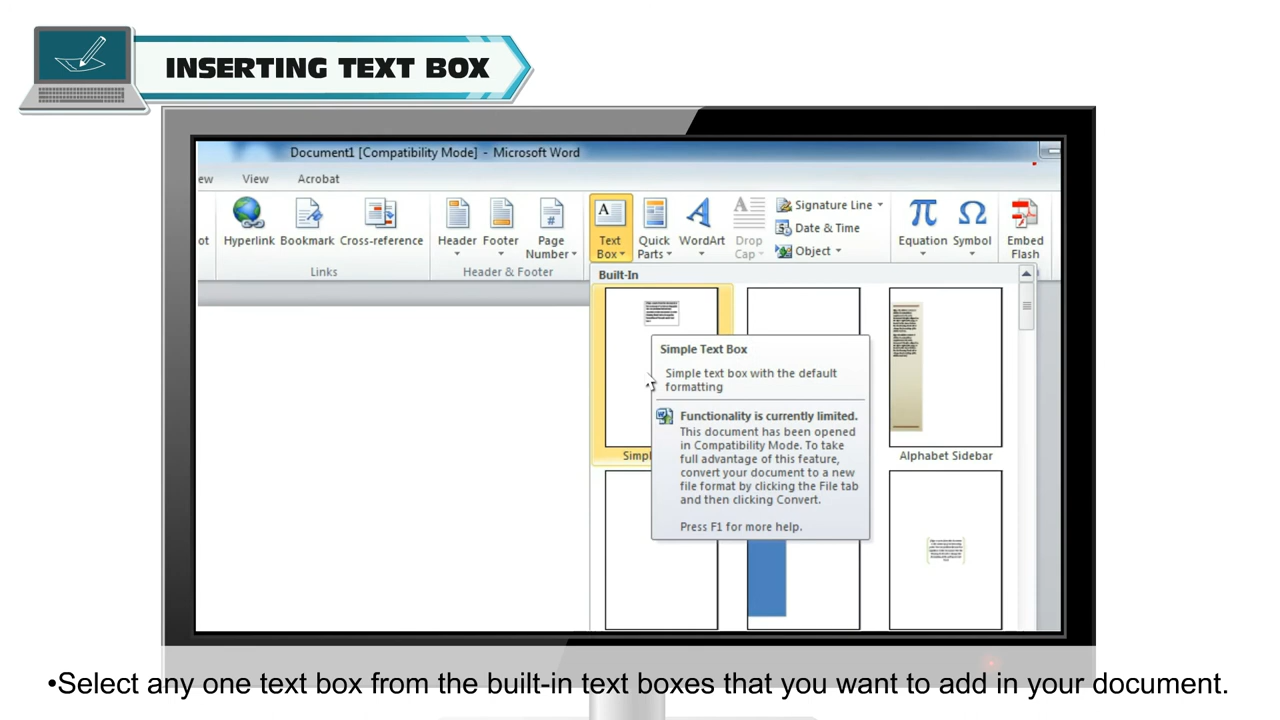 INSERTING TEXT BOX
Document1 [Compatibility Mode] - Microsoft Word
ew View Acrobat
ot Hyperlink Bookmark Cross-reference
Links
Header Footer Page Number
Header & Footer
Text Box Quick Parts WordArt Drop Cap
Signature Line
Date & Time
Object
Equation Symbol Embed Flash
Built-In
Simple Text Box
Simple text box with the default
formatting
Functionality is currently limited.
This document has been opened
in Compatibility Mode. To take
full advantage of this feature,
convert your document to a new
file format by clicking the File tab
and then clicking Convert.
Press F1 for more help.
Simpl
Alphabet Sidebar
•Select any one text box from the built-in text boxes that you want to add in your document.